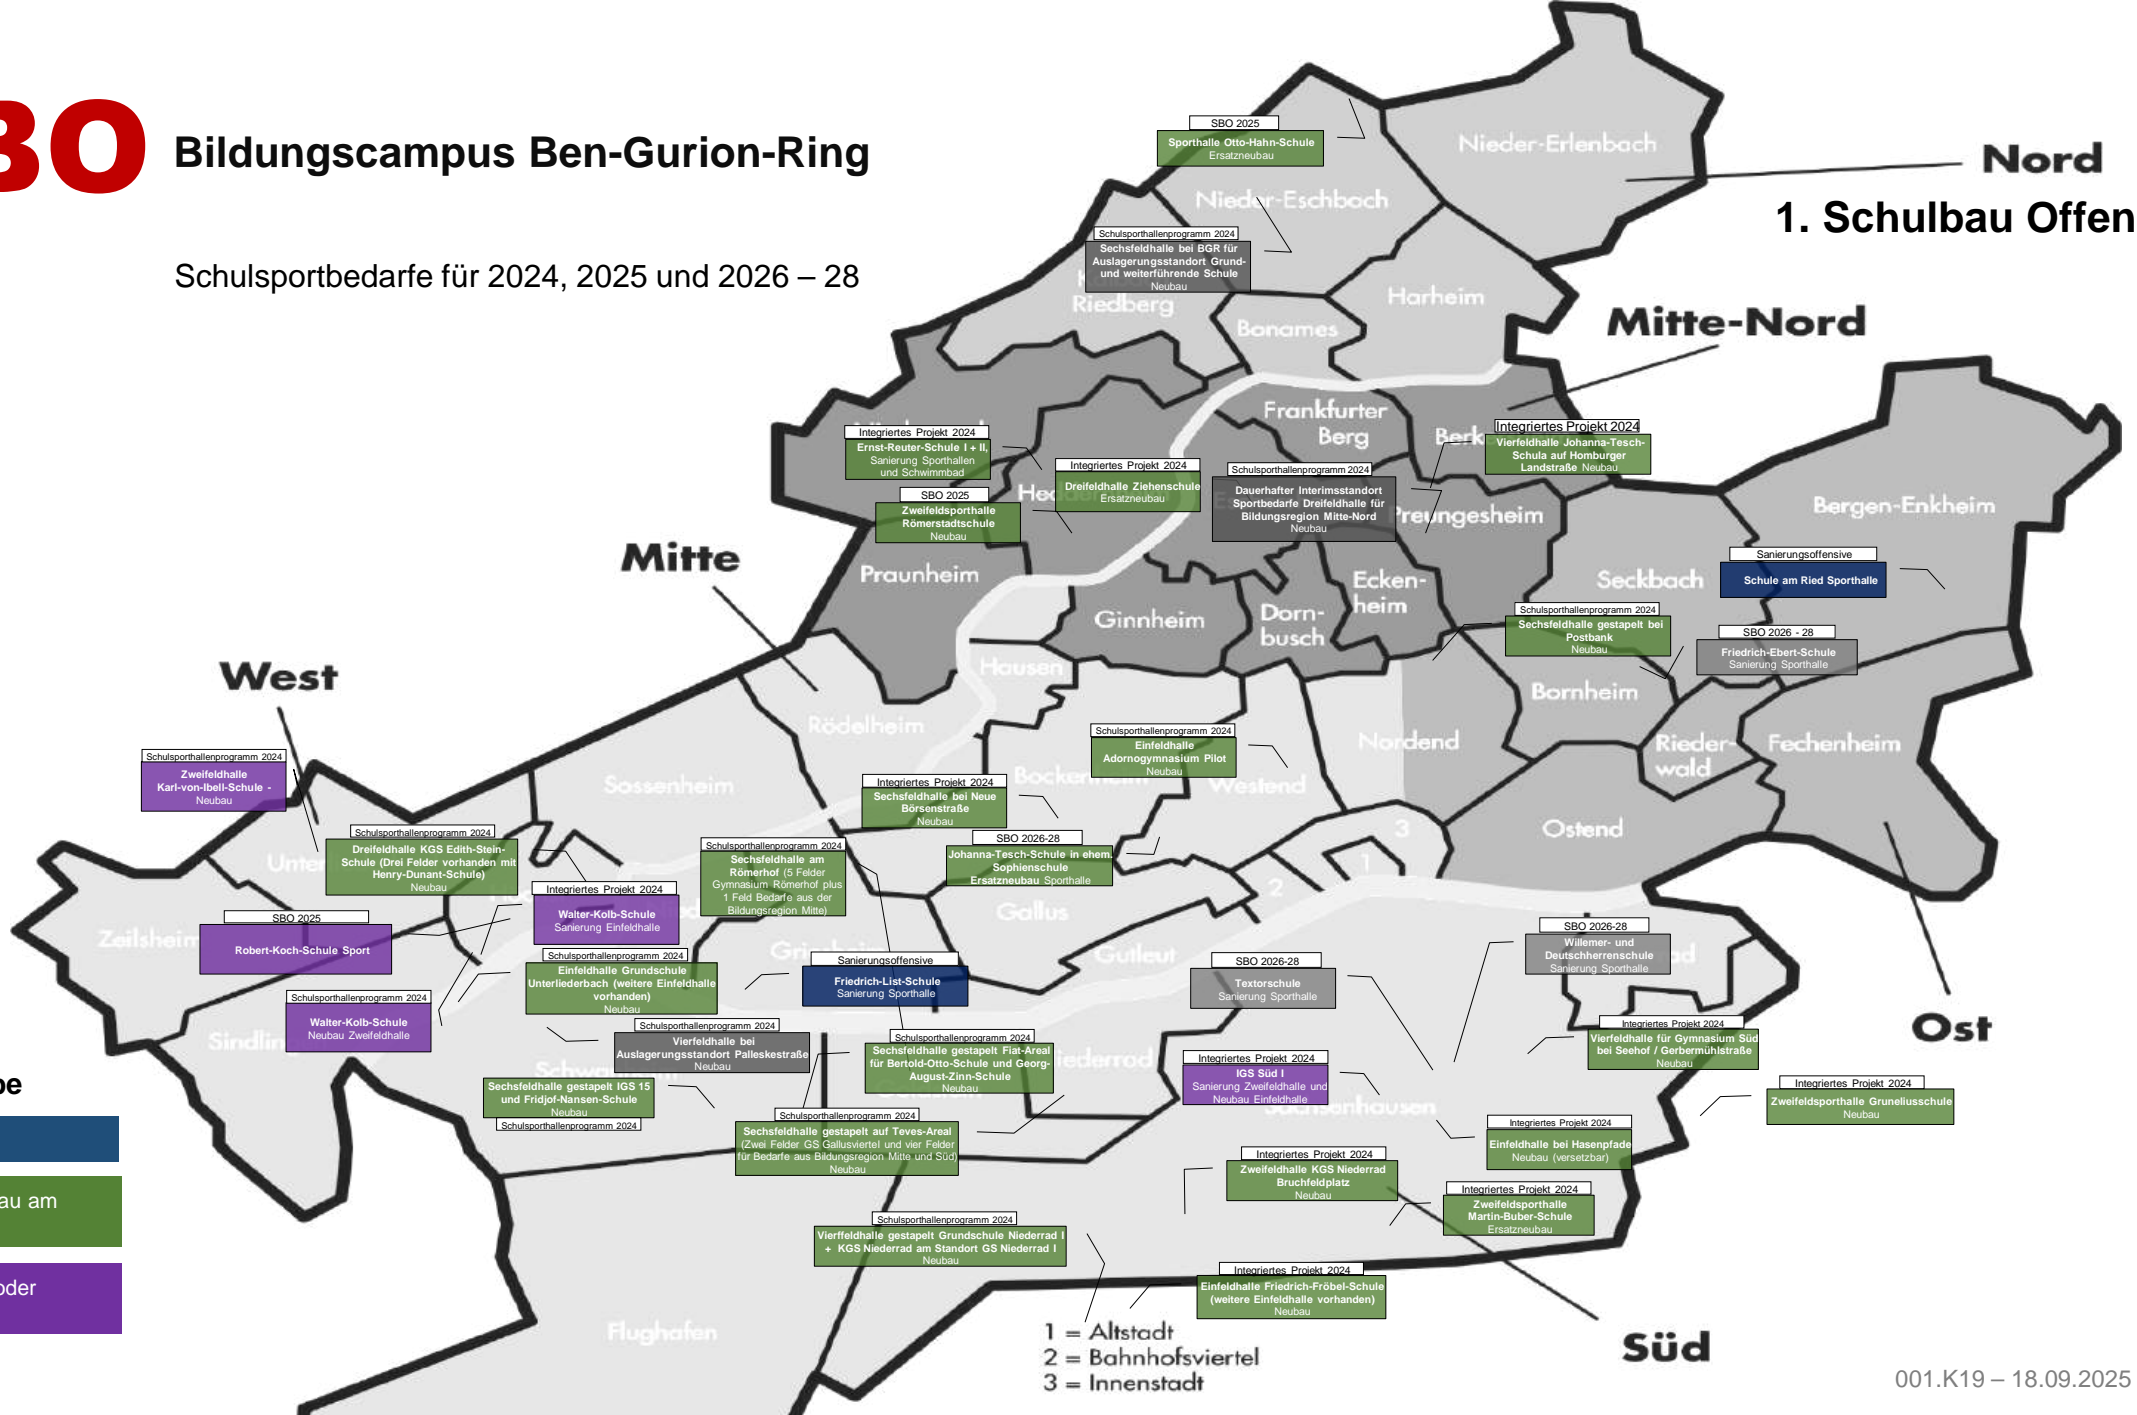 BO
Bildungscampus Ben-Gurion-Ring
Schulsportbedarfe für 2024, 2025 und 2026 – 28
1. Schulbau Offen
Nord
Mitte-Nord
Mitte
West
Ost
Süd
Nieder-Erlenbach
SBO 2025
Sporthalle Otto-Hahn-Schule
Ersatzneubau
Nieder-Eschbach
Schulsporthallenprogramm 2024
Sechsfeldhalle bei BGR für
Auslagerungsstandort Grund-
und weiterführende Schule
Neubau
Riedberg
Harheim
Bonames
Frankfurter
Berg
Berk
Integriertes Projekt 2024
Vierfeldhalle Johanna-Tesch-
Schula auf Homburger
Landstraße Neubau
Integriertes Projekt 2024
Ernst-Reuter-Schule I + II,
Sanierung Sporthallen
und Schwimmbad
Integriertes Projekt 2024
Dreifeldhalle Ziehenschule
Ersatzneubau
SBO 2025
Zweifeldsporthalle
Römerstadtschule
Neubau
Schulsporthallenprogramm 2024
Dauerhafter Interimsstandort
Sportbedarfe Dreifeldhalle für
Bildungsregion Mitte-Nord
Neubau
Preungesheim
Bergen-Enkheim
Sanierungsoffensive
Schule am Ried Sporthalle
Praunheim
Ginnheim
Dorn-
busch
Ecken-
heim
Seckbach
Schulsporthallenprogramm 2024
Sechsfeldhalle gestapelt bei
Postbank
Neubau
SBO 2026 - 28
Friedrich-Ebert-Schule
Sanierung Sporthalle
Hausen
Rödelheim
Bornheim
Nordend
Rieder-
wald
Fechenheim
Sossenheim
Schulsporthallenprogramm 2024
Einfeldhalle
Adornogymnasium Pilot
Neubau
Westend
Schulsporthallenprogramm 2024
Zweifeldhalle
Karl-von-Ibell-Schule -
Neubau
Integriertes Projekt 2024
Sechsfeldhalle bei Neue
Börsenstraße
Neubau
Ostend
3
1
2
Schulsporthallenprogramm 2024
Dreifeldhalle KGS Edith-Stein-
Schule (Drei Felder vorhanden mit
Henry-Dunant-Schule)
Neubau
Unter
Schulsporthallenprogramm 2024
Sechsfeldhalle am
Römerhof (5 Felder
Gymnasium Römerhof plus
1 Feld Bedarfe aus der
Bildungsregion Mitte)
SBO 2026-28
Johanna-Tesch-Schule in ehem.
Sophienschule
Ersatzneubau Sporthalle
Integriertes Projekt 2024
Walter-Kolb-Schule
Sanierung Einfeldhalle
Gallus
Gutleut
SBO 2025
Robert-Koch-Schule Sport
Zeilsheim
SBO 2026-28
Willemer- und
Deutschherrenschule
Sanierung Sporthalle
Schulsporthallenprogramm 2024
Einfeldhalle Grundschule
Unterliederbach (weitere Einfeldhalle
vorhanden)
Neubau
Sanierungsoffensive
Friedrich-List-Schule
Sanierung Sporthalle
SBO 2026-28
Textorschule
Sanierung Sporthalle
Schulsporthallenprogramm 2024
Walter-Kolb-Schule
Neubau Zweifeldhalle
Sindlin
Schulsporthallenprogramm 2024
Vierfeldhalle bei
Auslagerungsstandort Palleskestraße
Neubau
Schulsporthallenprogramm 2024
Sechsfeldhalle gestapelt Fiat-Areal
für Bertold-Otto-Schule und Georg-
August-Zinn-Schule
Neubau
iederrod
Integriertes Projekt 2024
Vierfeldhalle für Gymnasium Süd
bei Seehof / Gerbermühlstraße
Neubau
Integriertes Projekt 2024
IGS Süd I
Sanierung Zweifeldhalle und
Neubau Einfeldhalle
Sachsenhausen
Sechsfeldhalle gestapelt IGS 15
und Fridjof-Nansen-Schule
Neubau
Schulsporthallenprogramm 2024
Integriertes Projekt 2024
Zweifeldsporthalle Gruneliusschule
Neubau
Schulsporthallenprogramm 2024
Sechsfeldhalle gestapelt auf Teves-Areal
(Zwei Felder GS Gallusviertel und vier Felder
für Bedarfe aus Bildungsregion Mitte und Süd)
Neubau
Integriertes Projekt 2024
Einfeldhalle bei Hasenpfade
Neubau (versetzbar)
Integriertes Projekt 2024
Zweifeldhalle KGS Niederrad
Bruchfeldplatz
Neubau
Integriertes Projekt 2024
Zweifeldsporthalle
Martin-Buber-Schule
Ersatzneubau
Schulsporthallenprogramm 2024
Vierffeldhalle gestapelt Grundschule Niederrad I
+ KGS Niederrad am Standort GS Niederrad I
Neubau
Integriertes Projekt 2024
Einfeldhalle Friedrich-Fröbel-Schule
(weitere Einfeldhalle vorhanden)
Neubau
Flughafen
1 = Altstadt
2 = Bahnhofsviertel
3 = Innenstadt
be
au am
oder
001.K19 – 18.09.2025